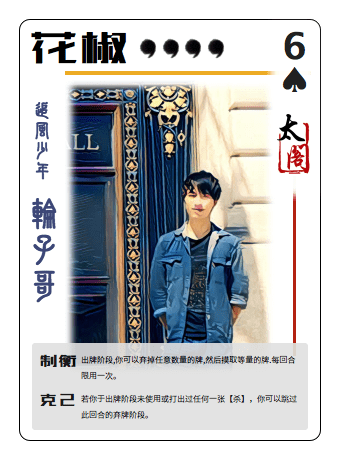 花椒
6
太
阁
追风少年
輪子哥
ALL
制衡 出牌阶段,你可以弃掉任意数量的牌,然后摸取等量的牌.每回合
限用一次。
克己 若你于出牌阶段未使用或打出过任何一张【杀】，你可以跳过
此回合的弃牌阶段。